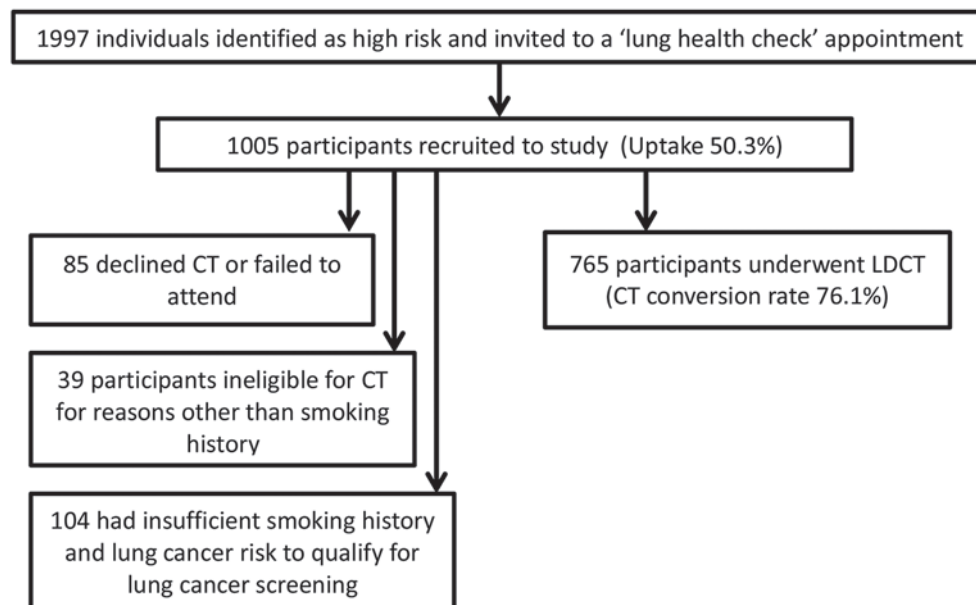 1997 individuals identified as high risk and invited to a ‘lung health check’ appointment
1005 participants recruited to study (Uptake 50.3%)
85 declined CT or failed to
attend
765 participants underwent LDCT
(CT conversion rate 76.1%)
39 participants ineligible for CT
for reasons other than smoking
history
104 had insufficient smoking history
and lung cancer risk to qualify for
lung cancer screening